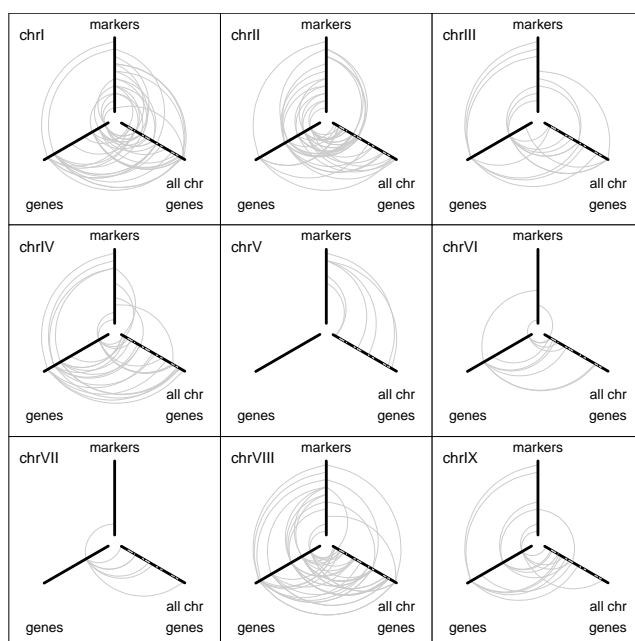 markers
chrI
all chr
genes
genes
markers
chrII
all chr
genes
genes
markers
chrIII
all chr
genes
genes
markers
chrIV
all chr
genes
genes
markers
chrV
all chr
genes
genes
markers
chrVI
all chr
genes
genes
markers
chrVII
all chr
genes
genes
markers
chrVIII
all chr
genes
genes
markers
chrIX
all chr
genes
genes